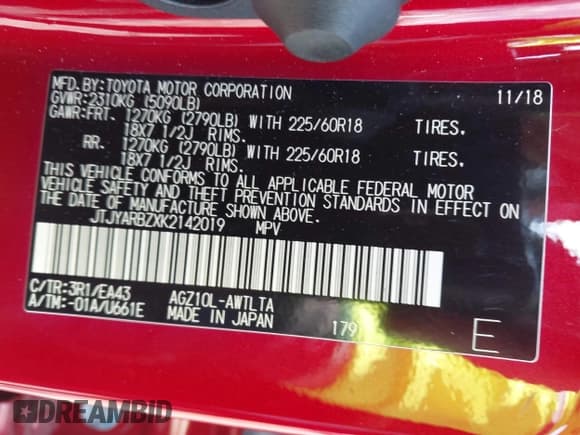 MFD.BY:TOYOTA MOTOR CORPORATION 11/18
GVWR:2310KG (5090LB)
GAWR:FRT. 1270KG (2790LB) WITH 225/60R18 TIRES.
18X7 1/2J RIMS.
RR. 1270KG (2790LB) WITH 225/60R18 TIRES.
18X7 1/2J RIMS.
THIS VEHICLE CONFORMS TO ALL APPLICABLE FEDERAL MOTOR
VEHICLE SAFETY AND THEFT PREVENTION STANDARDS IN EFFECT ON
THE DATE OF MANUFACTURE SHOWN ABOVE.
JTJYARBZXK2142019 MPV
C/TR:3R1/EA43 AGZ10L-AWTLTA
A/TM:-01A/U661E MADE IN JAPAN 179 E
DREAMBID